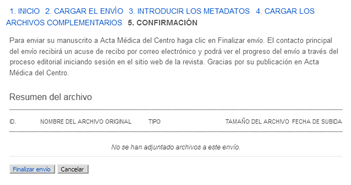 1. INICIO 2. CARGAR EL ENVÍO 3. INTRODUCIR LOS METADATOS 4. CARGAR LOS
ARCHIVOS COMPLEMENTARIOS 5. CONFIRMACIÒN
Para enviar su manuscrito a Acta Médica del Centro haga clic en Finalizar envío. El contacto principal
del envío recibirá un acuse de recibo por correo electrónico y podrá ver el progreso del envío a través del
proceso editorial iniciando sesión en el sitio web de la revista. Gracias por su publicación en Acta
Médica del Centro.
Resumen del archivo
ID. NOMBRE DEL ARCHIVO ORIGINAL TIPO TAMAÑO DEL ARCHIVO FECHA DE SUBIDA
No se han adjuntado archivos a este envío.
Finalizar envío Cancelar